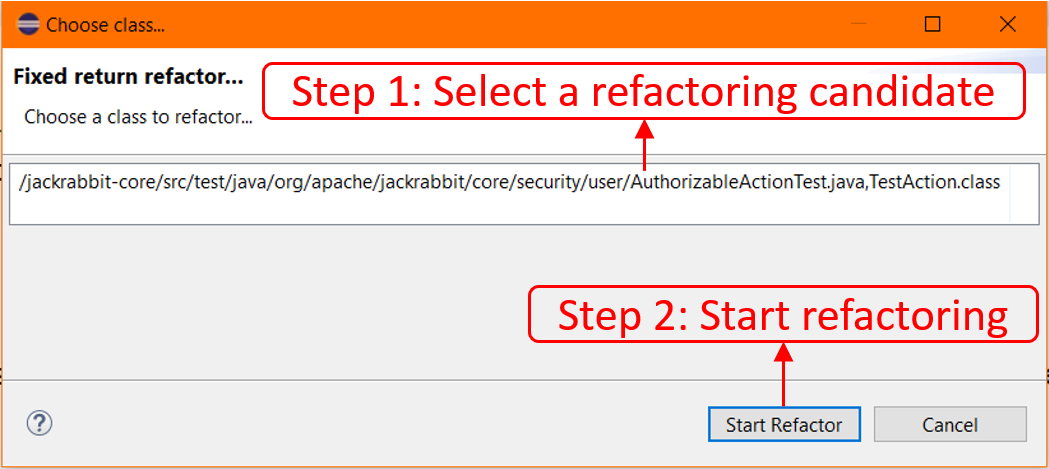 Choose class...
Fixed return refactor...
Step 1: Select a refactoring candidate
Choose a class to refactor...
/jackrabbit-core/src/test/java/org/apache/jackrabbit/core/security/user/AuthorizableActionTest.java,TestAction.class
Step 2: Start refactoring
?
Start Refactor
Cancel